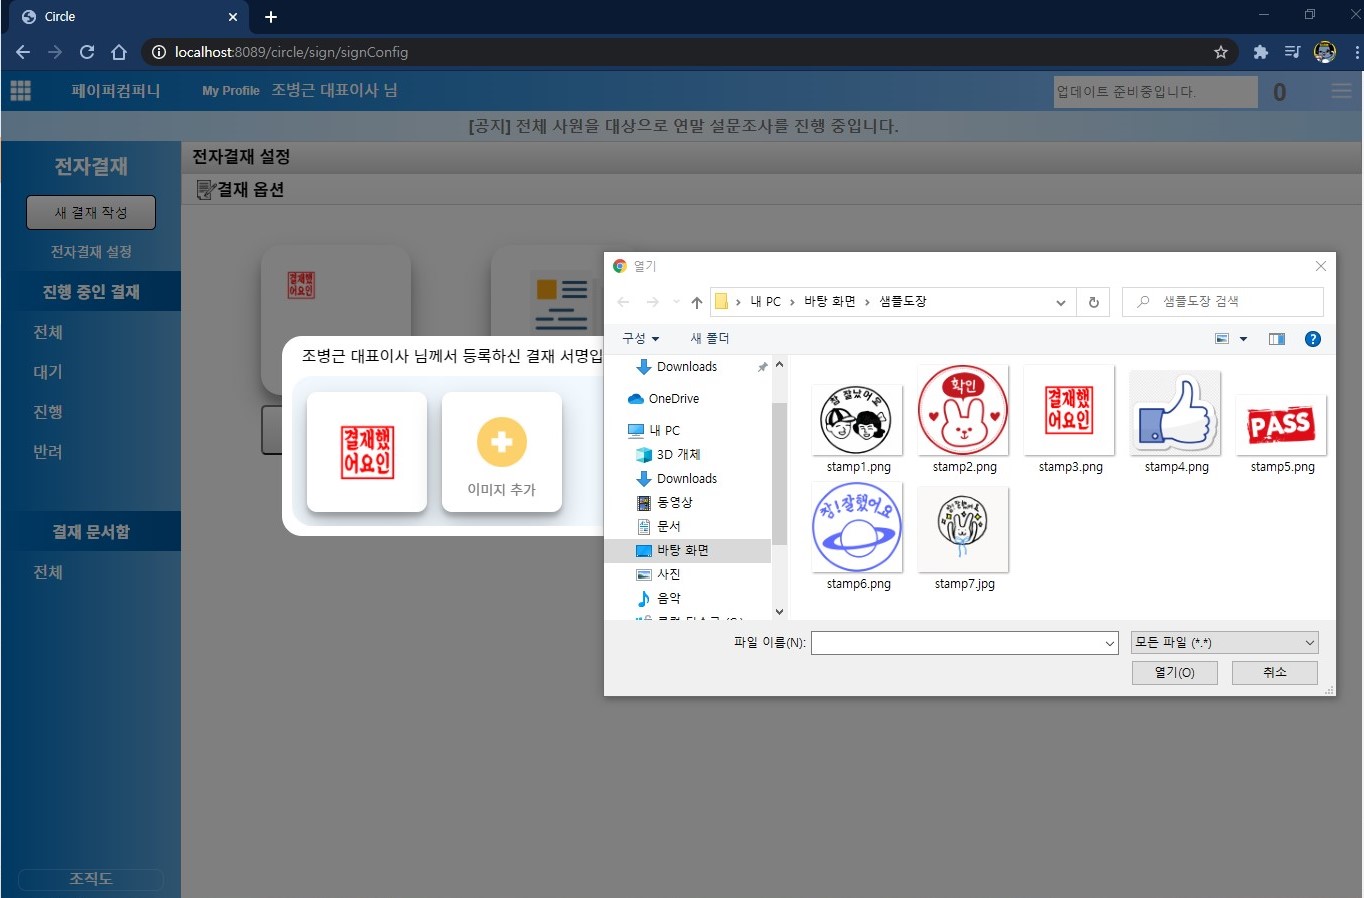 Circle
localhost:8089/circle/sign/signConfig
페이퍼컴퍼니
My Profile 조병근 대표이사 님
업데이트 준비중입니다.
0
[공지] 전체 사원을 대상으로 연말 설문조사를 진행 중입니다.
전자결재
새 결재 작성
전자결재 설정
진행 중인 결재
전체
대기
진행
반려
결재 문서함
전체
조직도
전자결재 설정
결재 옵션
결재했
어요인
조병근 대표이사 님께서 등록하신 결재 서명입
결재했
어요인
이미지 추가
열기
내 PC > 바탕 화면 > 샘플도장
샘플도장 검색
구성
새 폴더
Downloads
OneDrive
내 PC
3D 개체
Downloads
동영상
문서
바탕 화면
사진
음악
참 잘났어요
stamp1.png
확인
stamp2.png
결재했
어요인
stamp3.png
stamp4.png
PASS
stamp5.png
참!잘했어요
stamp6.png
stamp7.jpg
파일 이름(N):
모든 파일 (*.*)
열기(O)
취소